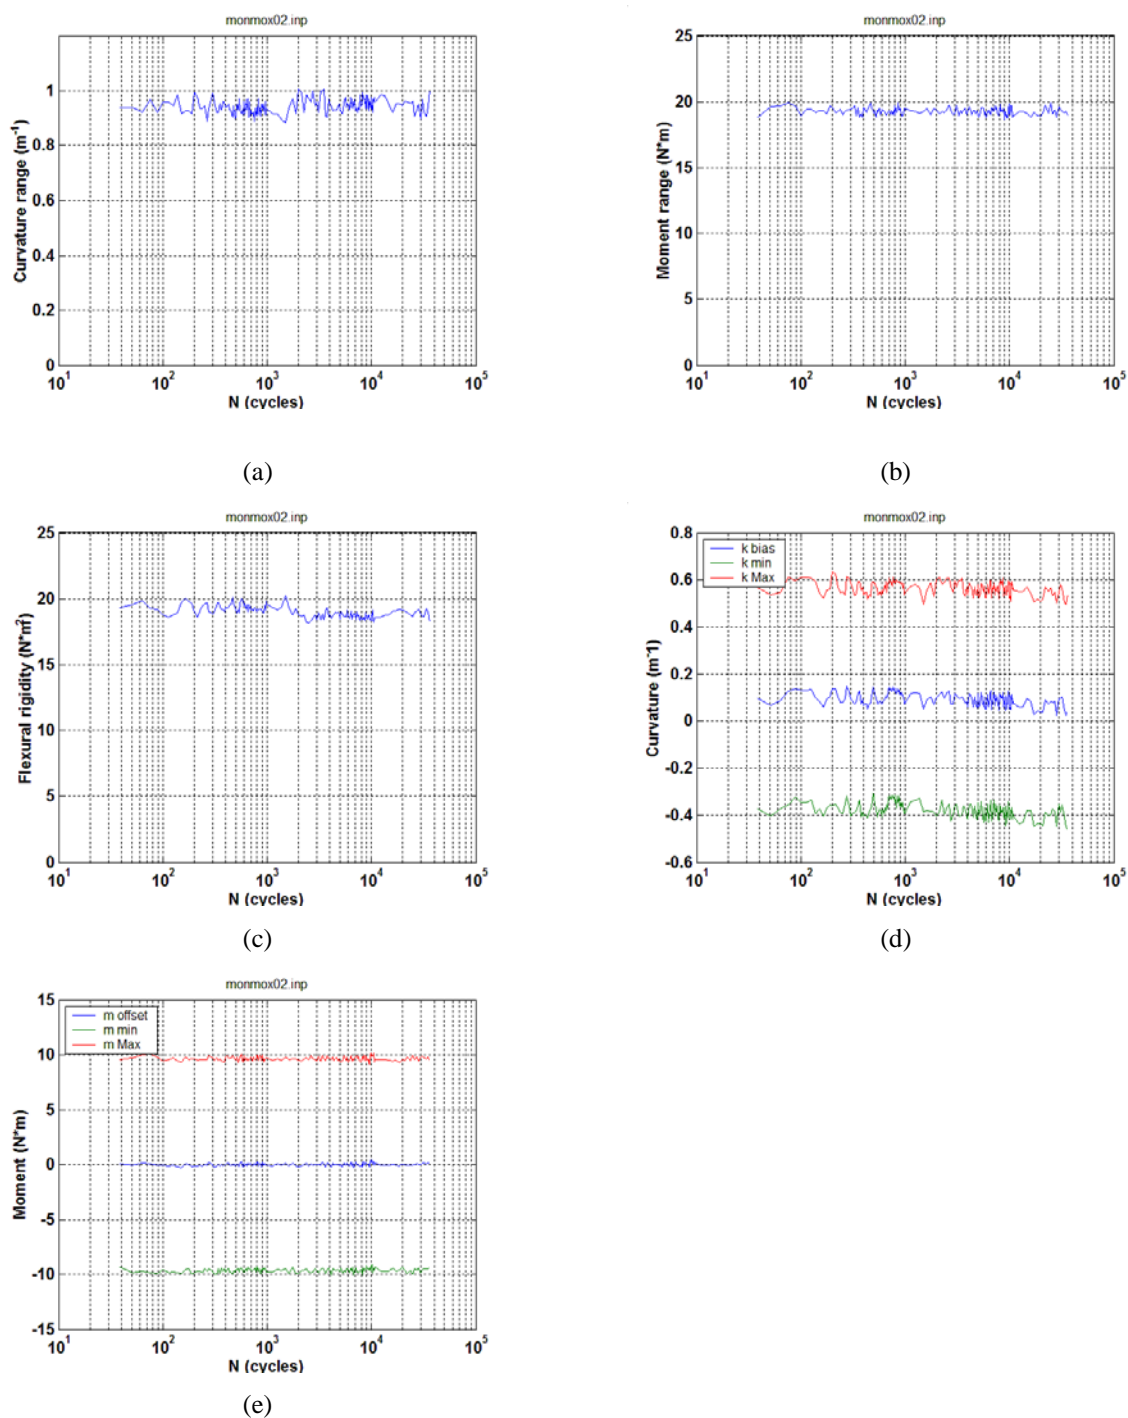 monmox02.inp
1
0.8
0.6
0.4
0.2
0
Curvature range (m⁻¹)
10¹ 10² 10³ 10⁴ 10⁵
N (cycles)
(a)
monmox02.inp
25
20
15
10
5
0
Moment range (N*m)
10¹ 10² 10³ 10⁴ 10⁵
N (cycles)
(b)
monmox02.inp
25
20
15
10
5
0
Flexural rigidity (N*m²)
10¹ 10² 10³ 10⁴ 10⁵
N (cycles)
(c)
monmox02.inp
k bias
k min
k Max
0.8
0.6
0.4
0.2
0
-0.2
-0.4
-0.6
Curvature (m⁻¹)
10¹ 10² 10³ 10⁴ 10⁵
N (cycles)
(d)
monmox02.inp
m offset
m min
m Max
15
10
5
0
-5
-10
-15
Moment (N*m)
10¹ 10² 10³ 10⁴ 10⁵
N (cycles)
(e)